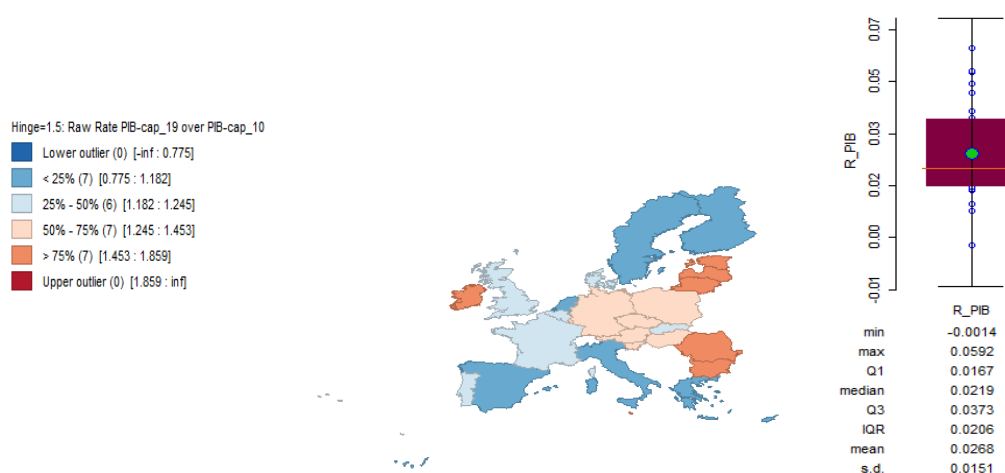 Hinge=1.5: Raw Rate PIB-cap_19 over PIB-cap_10
Lower outlier (0) [-inf : 0.775]
< 25% (7) [0.775 : 1.182]
25% - 50% (6) [1.182 : 1.245]
50% - 75% (7) [1.245 : 1.453]
> 75% (7) [1.453 : 1.859]
Upper outlier (0) [1.859 : inf]
R_PIB
0.07
0.05
0.03
0.02
0.00
-0.01
R_PIB
min -0.0014
max 0.0592
Q1 0.0167
median 0.0219
Q3 0.0373
IQR 0.0206
mean 0.0268
s.d. 0.0151